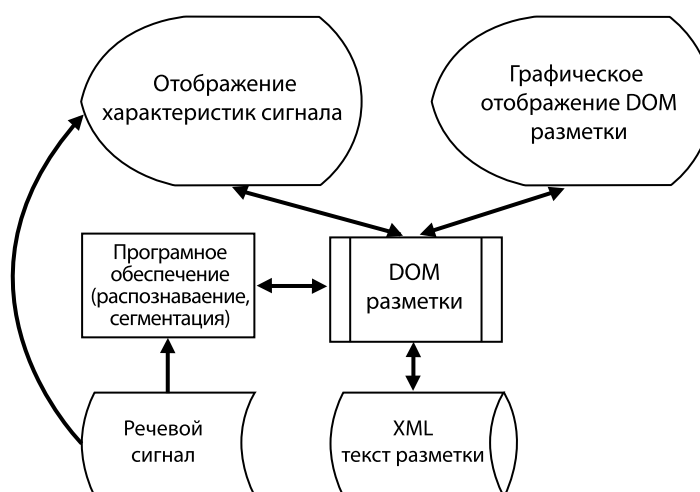 Отображение
характеристик сигнала
Графическое
отображение DOM
разметки
Програмное
обеспечение
(распознаваение,
сегментация)
DOM
разметки
Речевой
сигнал
XML
текст разметки